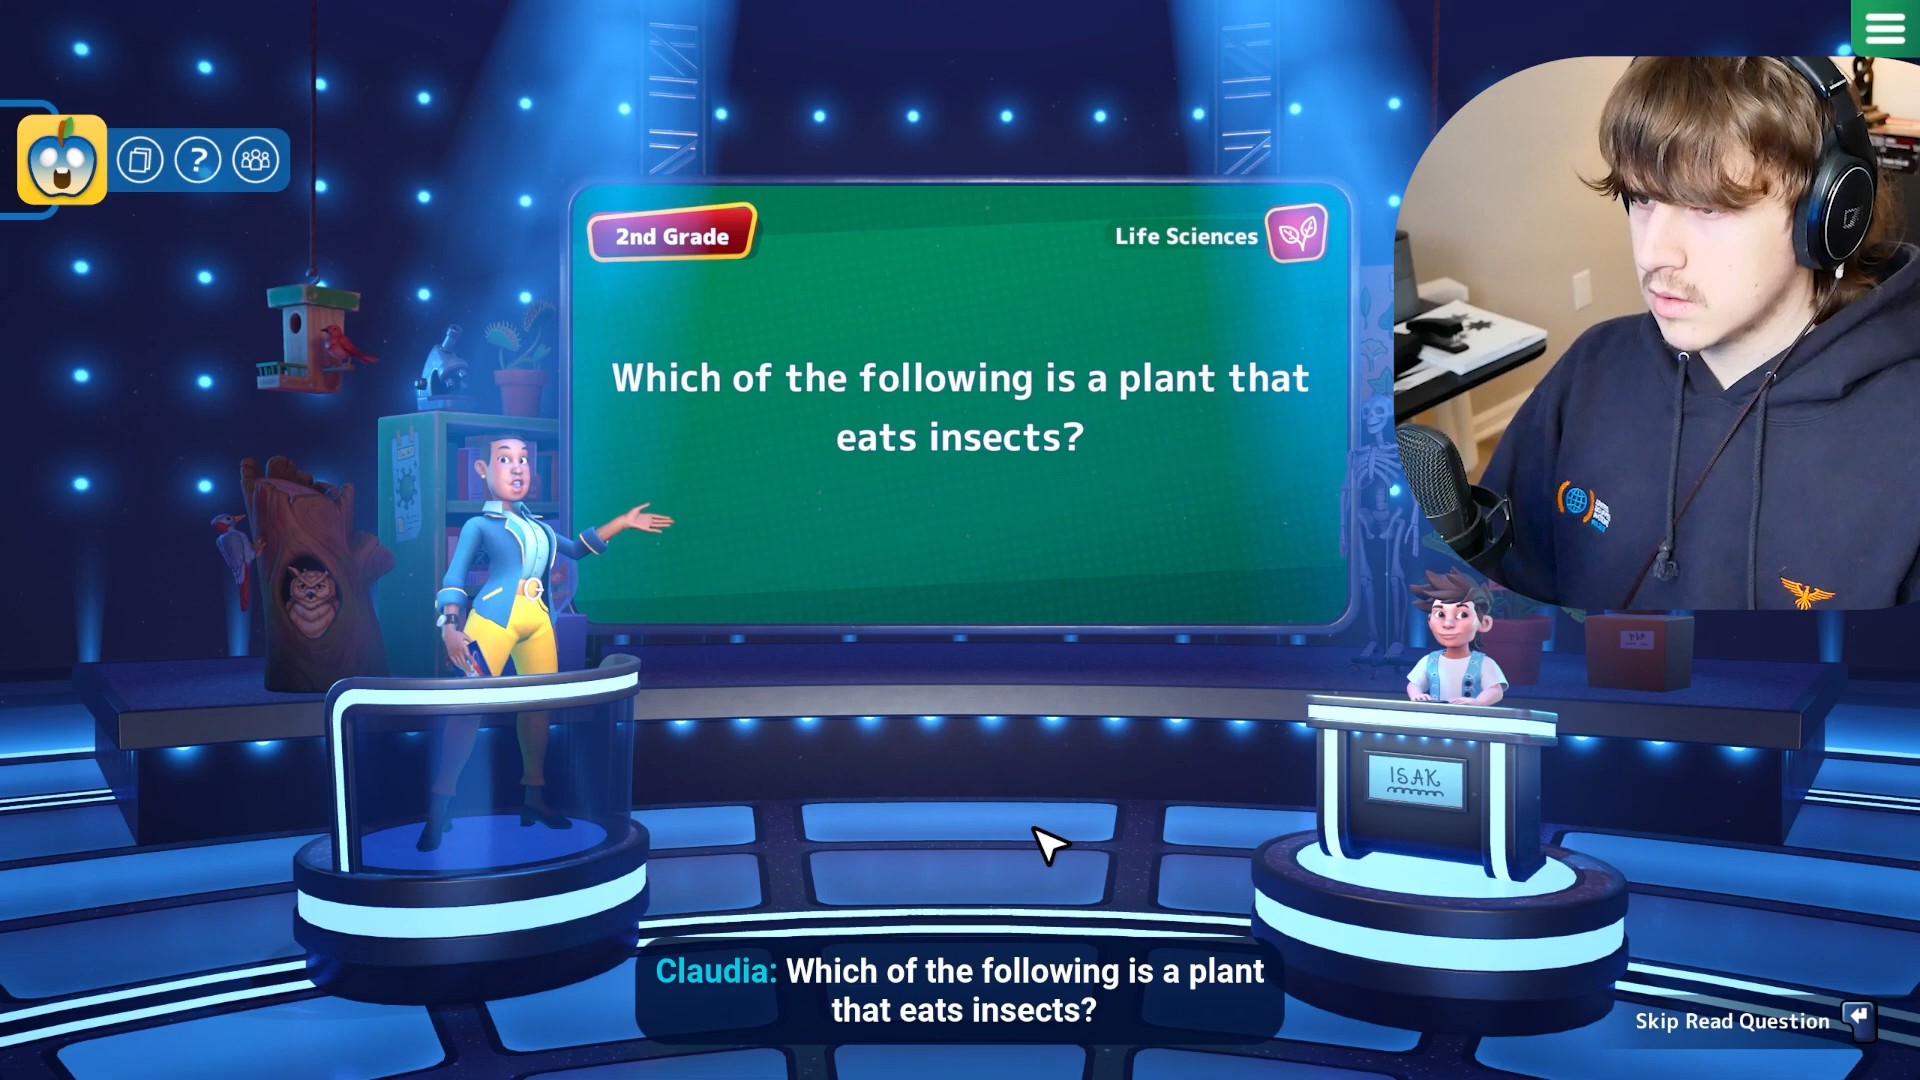 2nd Grade
Life Sciences
Which of the following is a plant that
eats insects?
ISAK
Claudia: Which of the following is a plant
that eats insects?
Skip Read Question